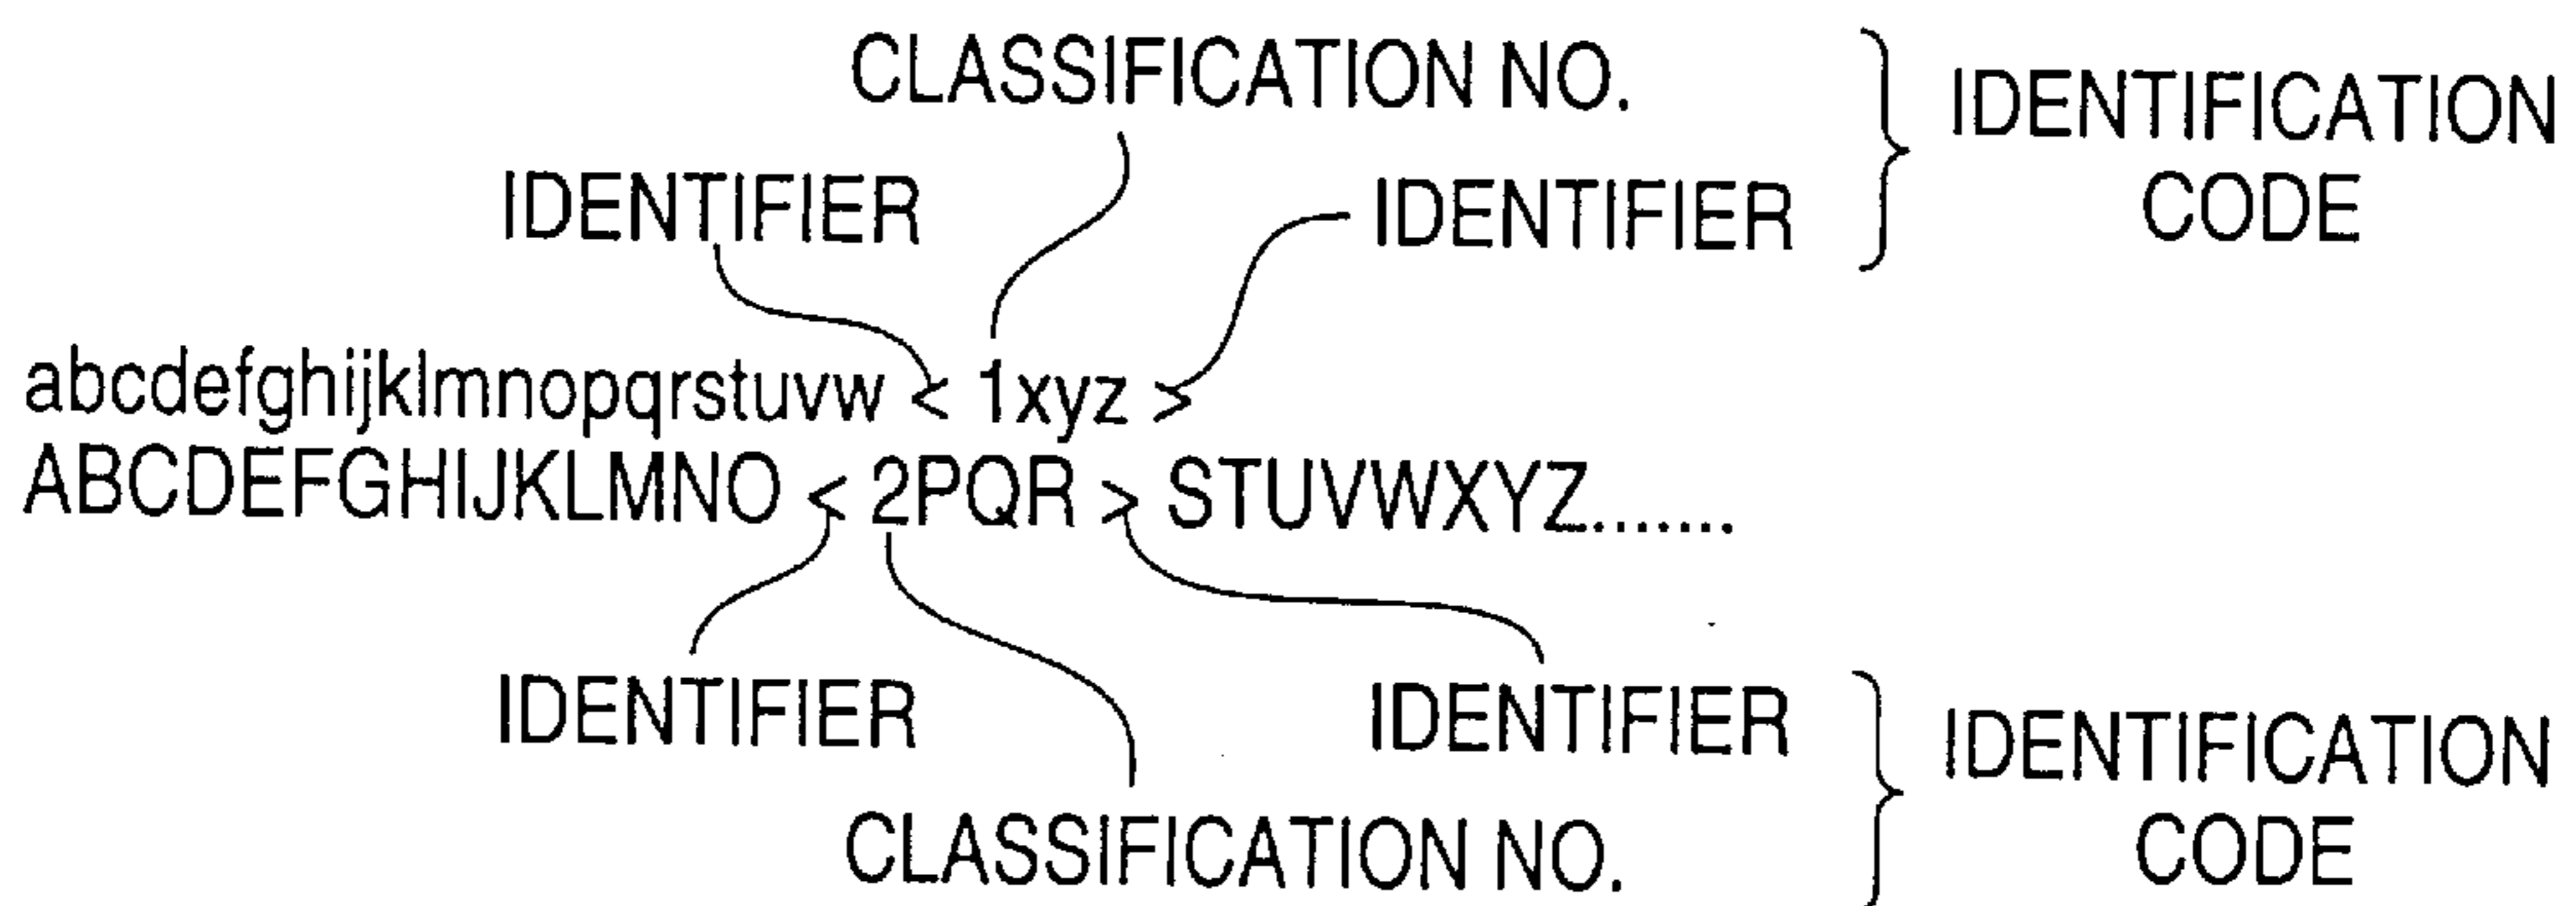 CLASSIFICATION NO.
IDENTIFIER
IDENTIFIER
IDENTIFICATION
CODE
abcdefghijklmnopqrstuvw < 1xyz >
ABCDEFGHIJKLMNO < 2PQR > STUVWXYZ.......
IDENTIFIER
IDENTIFIER
CLASSIFICATION NO.
IDENTIFICATION
CODE